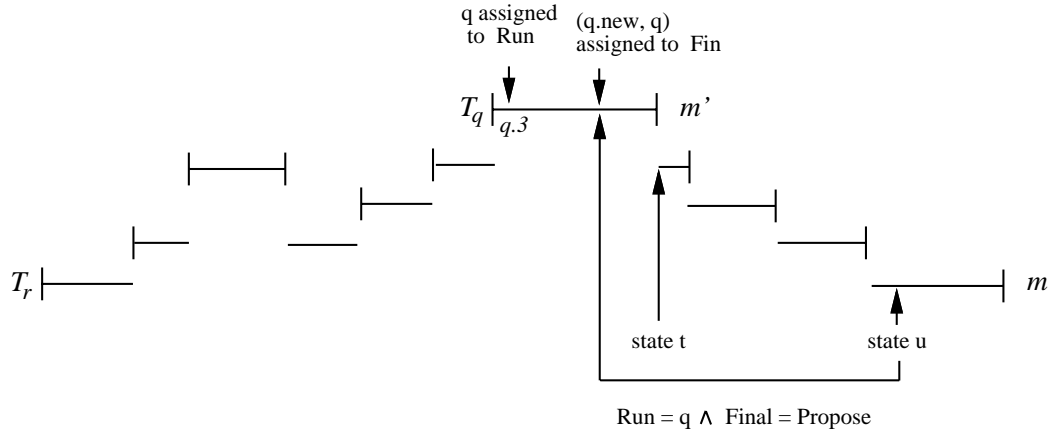 q assigned
to Run
(q.new, q)
assigned to Fin
T_q
q.3
m'
T_r
m
state t
state u
Run = q ∧ Final = Propose